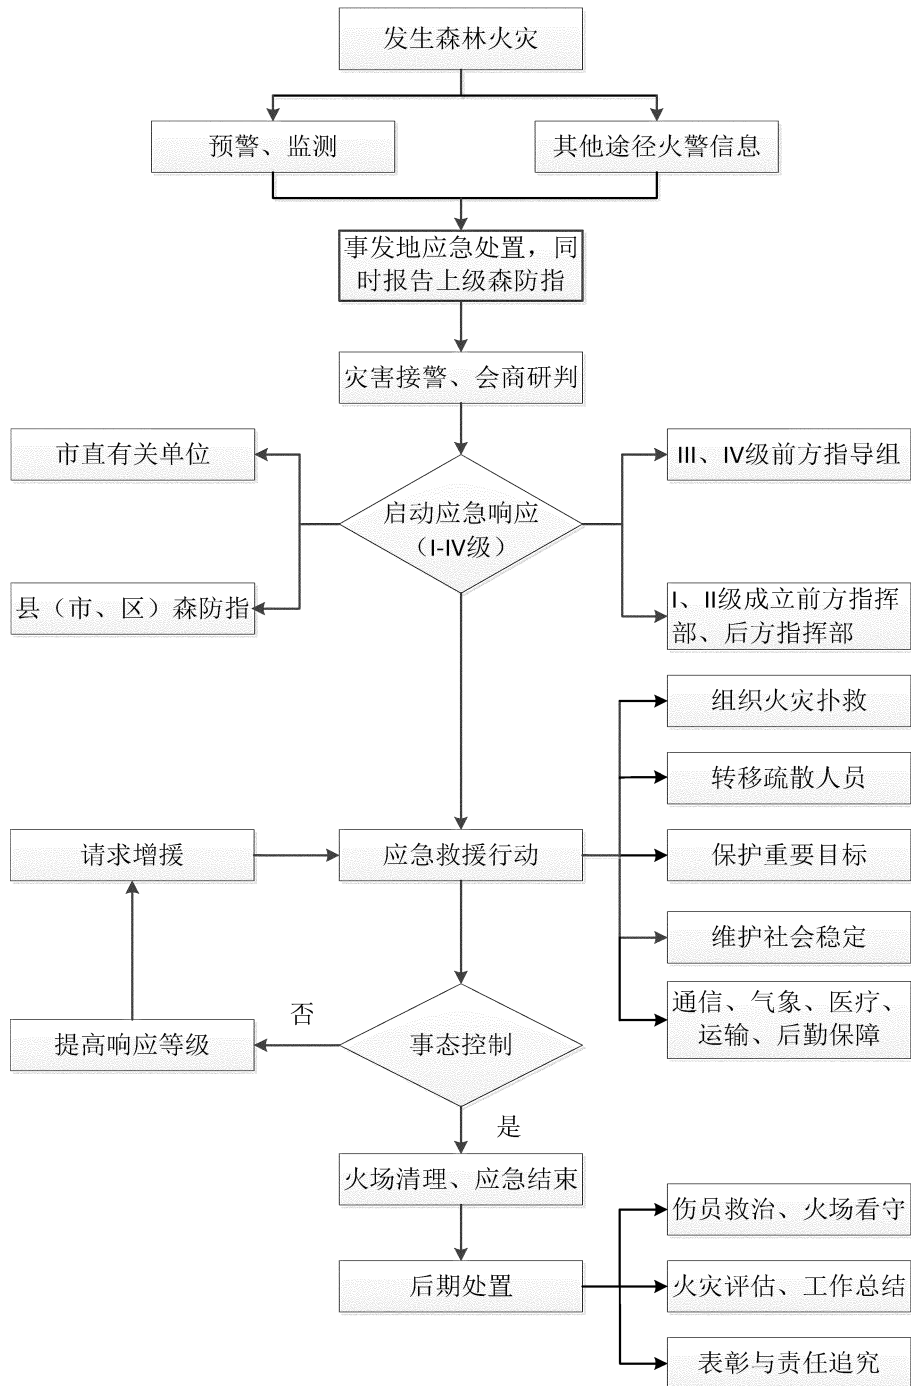 发生森林火灾
预警、监测
其他途径火警信息
事发地应急处置，同
时报告上级森防指
灾害接警、会商研判
市直有关单位
III、IV级前方指导组
启动应急响应
（I-IV级）
县（市、区）森防指
I、II级成立前方指挥
部、后方指挥部
组织火灾扑救
转移疏散人员
请求增援
应急救援行动
保护重要目标
维护社会稳定
通信、气象、医疗、
运输、后勤保障
否
提高响应等级
事态控制
是
火场清理、应急结束
伤员救治、火场看守
后期处置
火灾评估、工作总结
表彰与责任追究